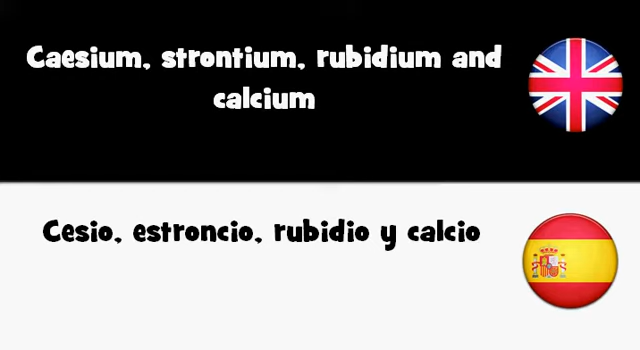 Caesium, strontium, rubidium and
calcium
Cesio, estroncio, rubidio y calcio